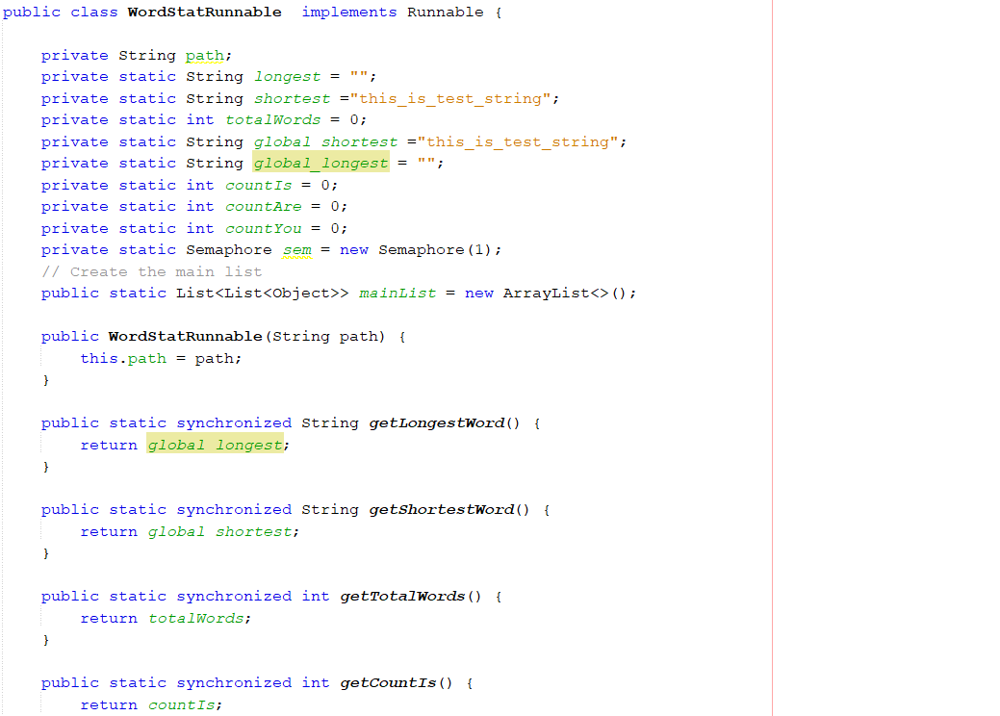 public class WordStatRunnable  implements Runnable {
private String path;
private static String longest = "";
private static String shortest ="this_is_test_string";
private static int totalWords = 0;
private static String global_shortest ="this_is_test_string";
private static String global_longest = "";
private static int countIs = 0;
private static int countAre = 0;
private static int countYou = 0;
private static Semaphore sem = new Semaphore(1);
// Create the main list
public static List<List<Object>> mainList = new ArrayList<>();
public WordStatRunnable(String path) {
this.path = path;
}
public static synchronized String getLongestWord() {
return global_longest;
}
public static synchronized String getShortestWord() {
return global_shortest;
}
public static synchronized int getTotalWords() {
return totalWords;
}
public static synchronized int getCountIs() {
return countIs;